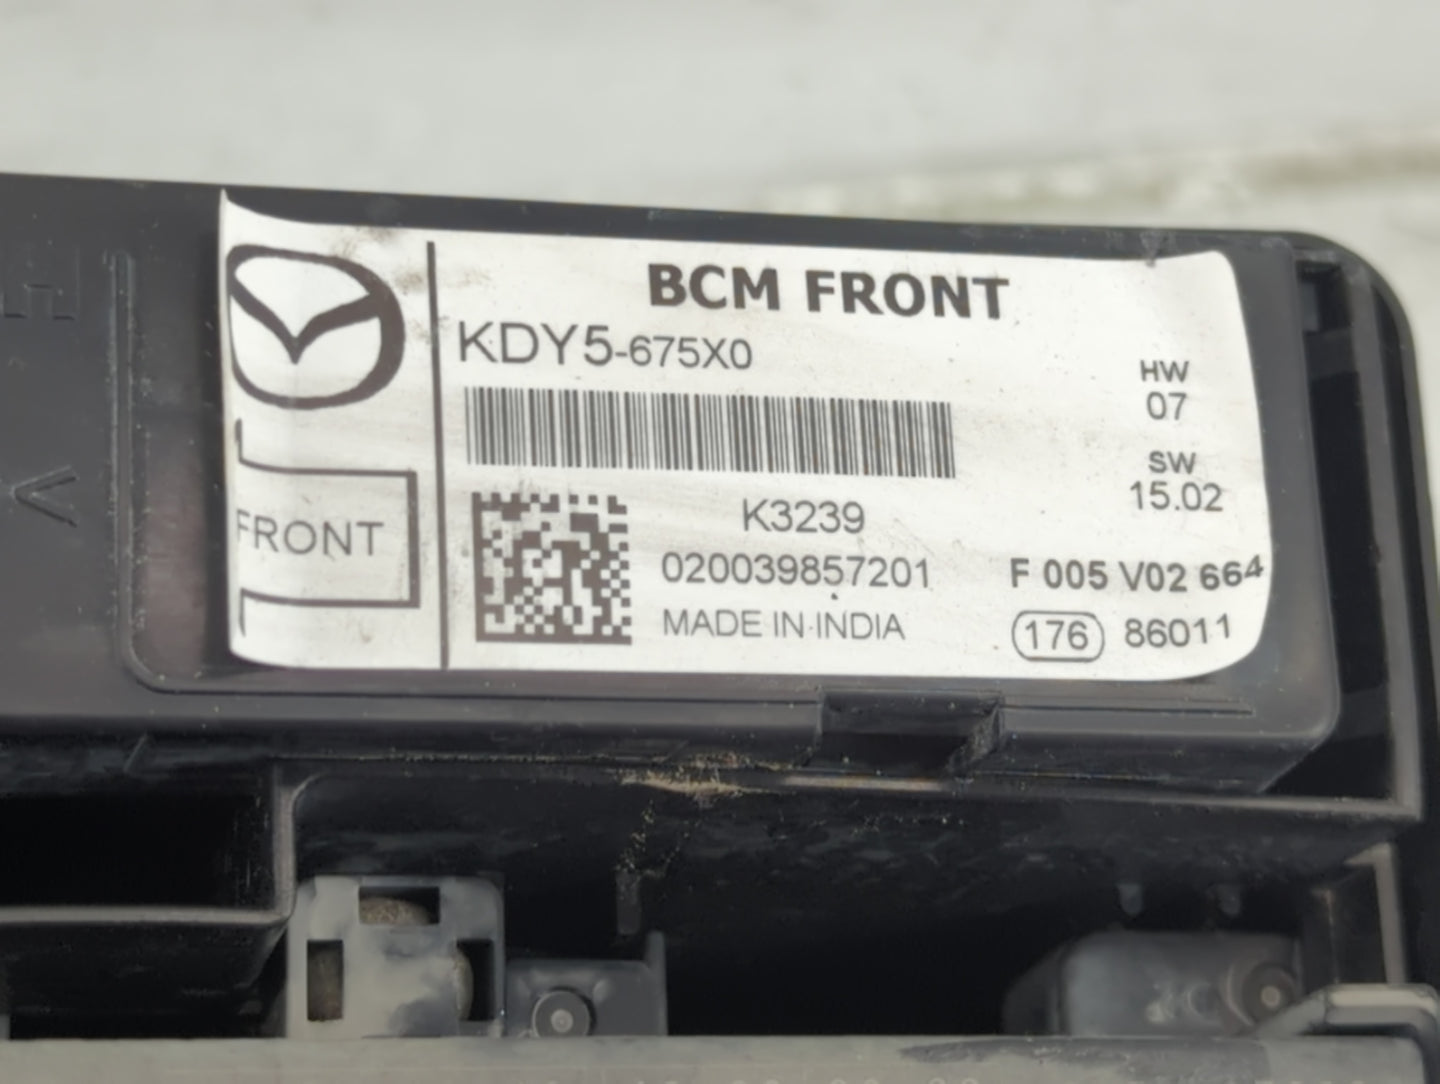 BCM FRONT
KDY5-675X0
HW
07
SW
15.02
FRONT
K3239
020039857201
MADE IN INDIA
F 005 V02 664
176 86011